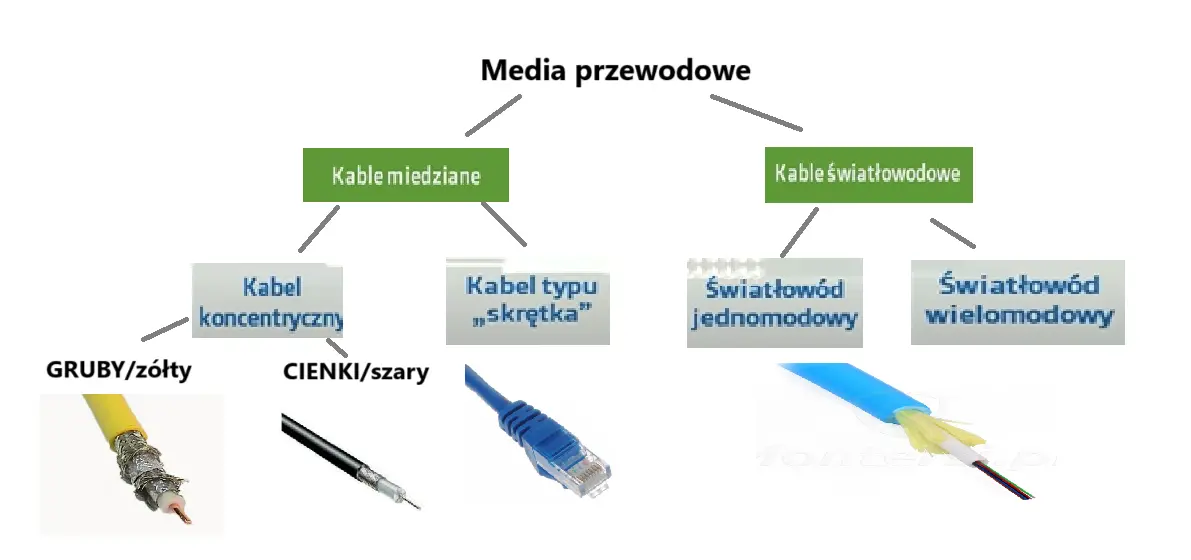 Media przewodowe
Kable miedziane
Kable światłowodowe
Kabel
koncentryczny
Kabel typu
„skrętka”
Światłowód
jednomodowy
Światłowód
wielomodowy
GRUBY/zółty
CIENKI/szary